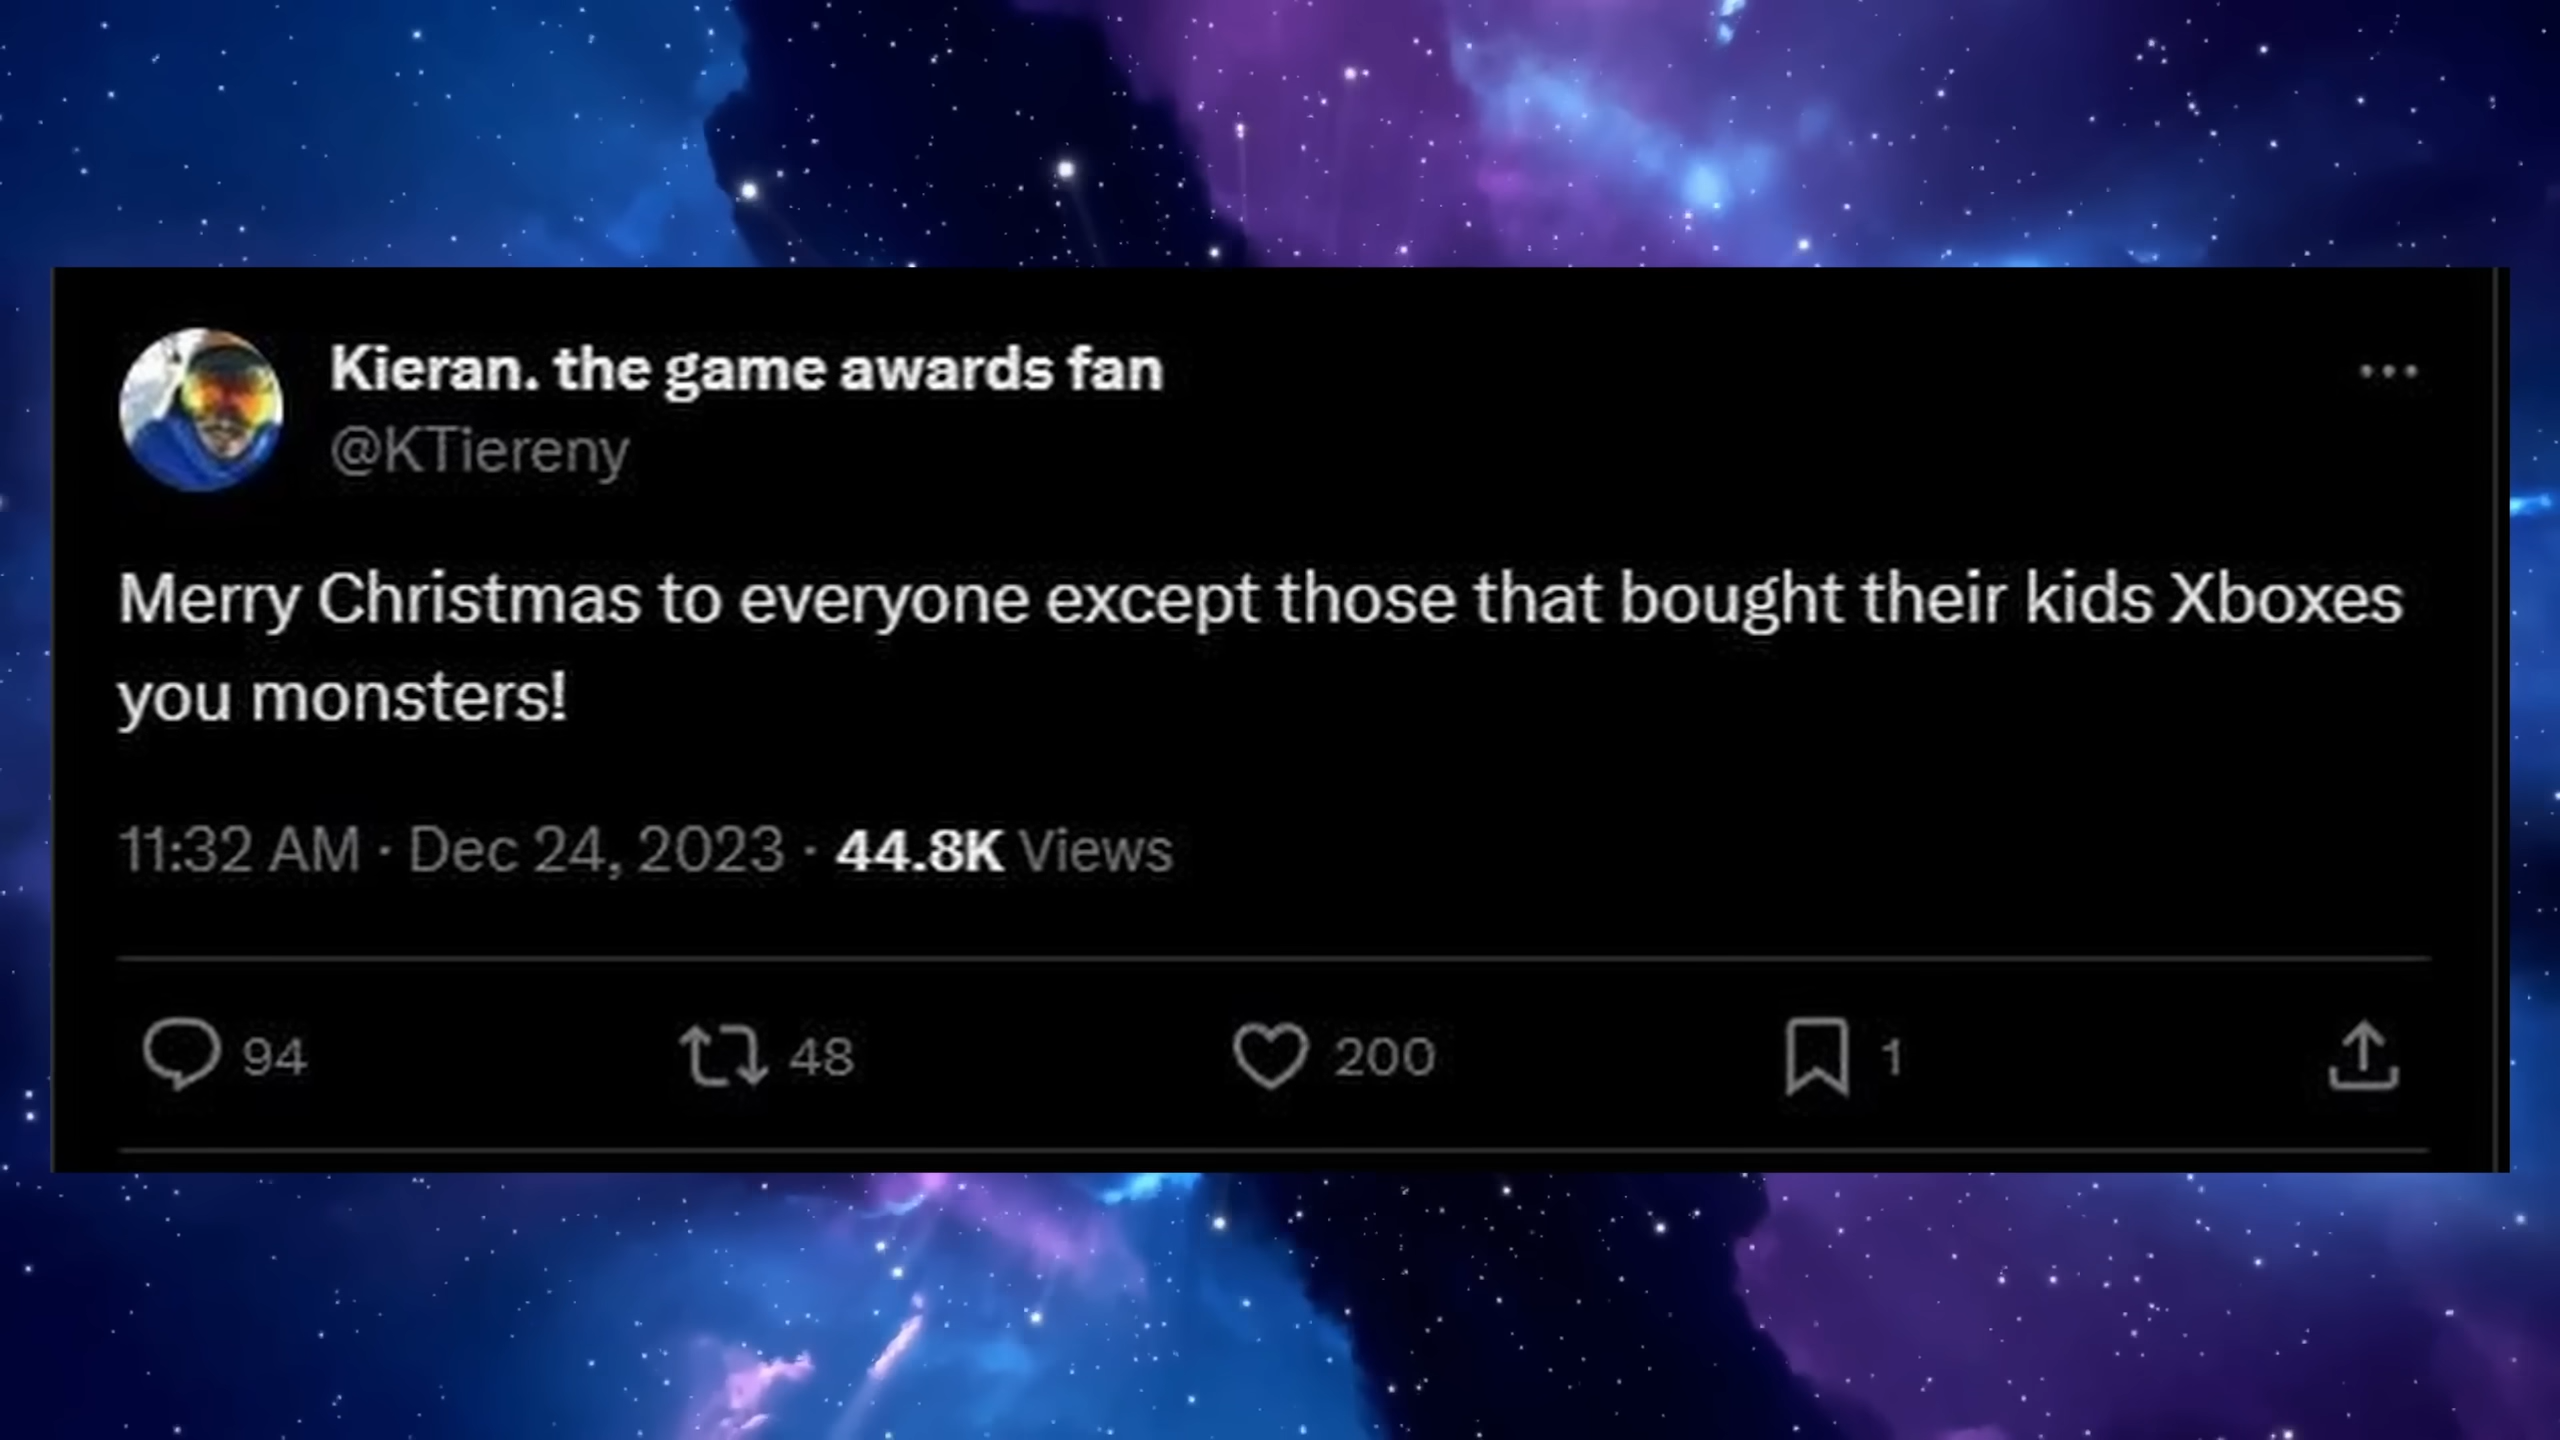 Kieran. the game awards fan
@KTiereny
Merry Christmas to everyone except those that bought their kids Xboxes
you monsters!
11:32 AM · Dec 24, 2023 · 44.8K Views
94 48 200 1